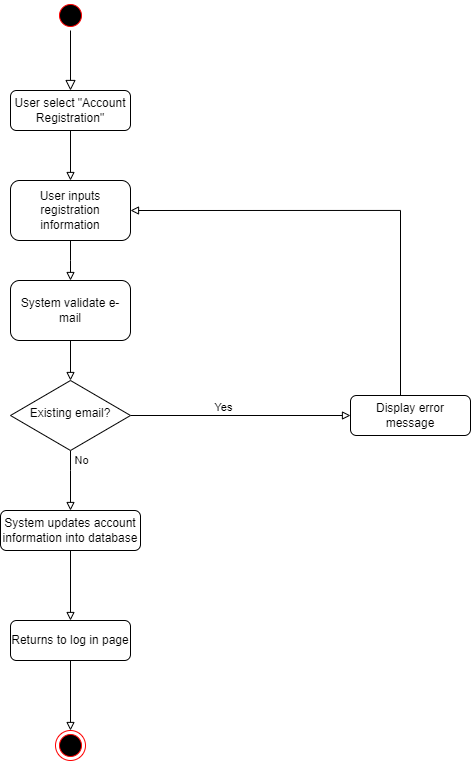 User select "Account
Registration"
User inputs
registration
information
System validate e-
mail
Existing email?
Yes
Display error
message
No
System updates account
information into database
Returns to log in page